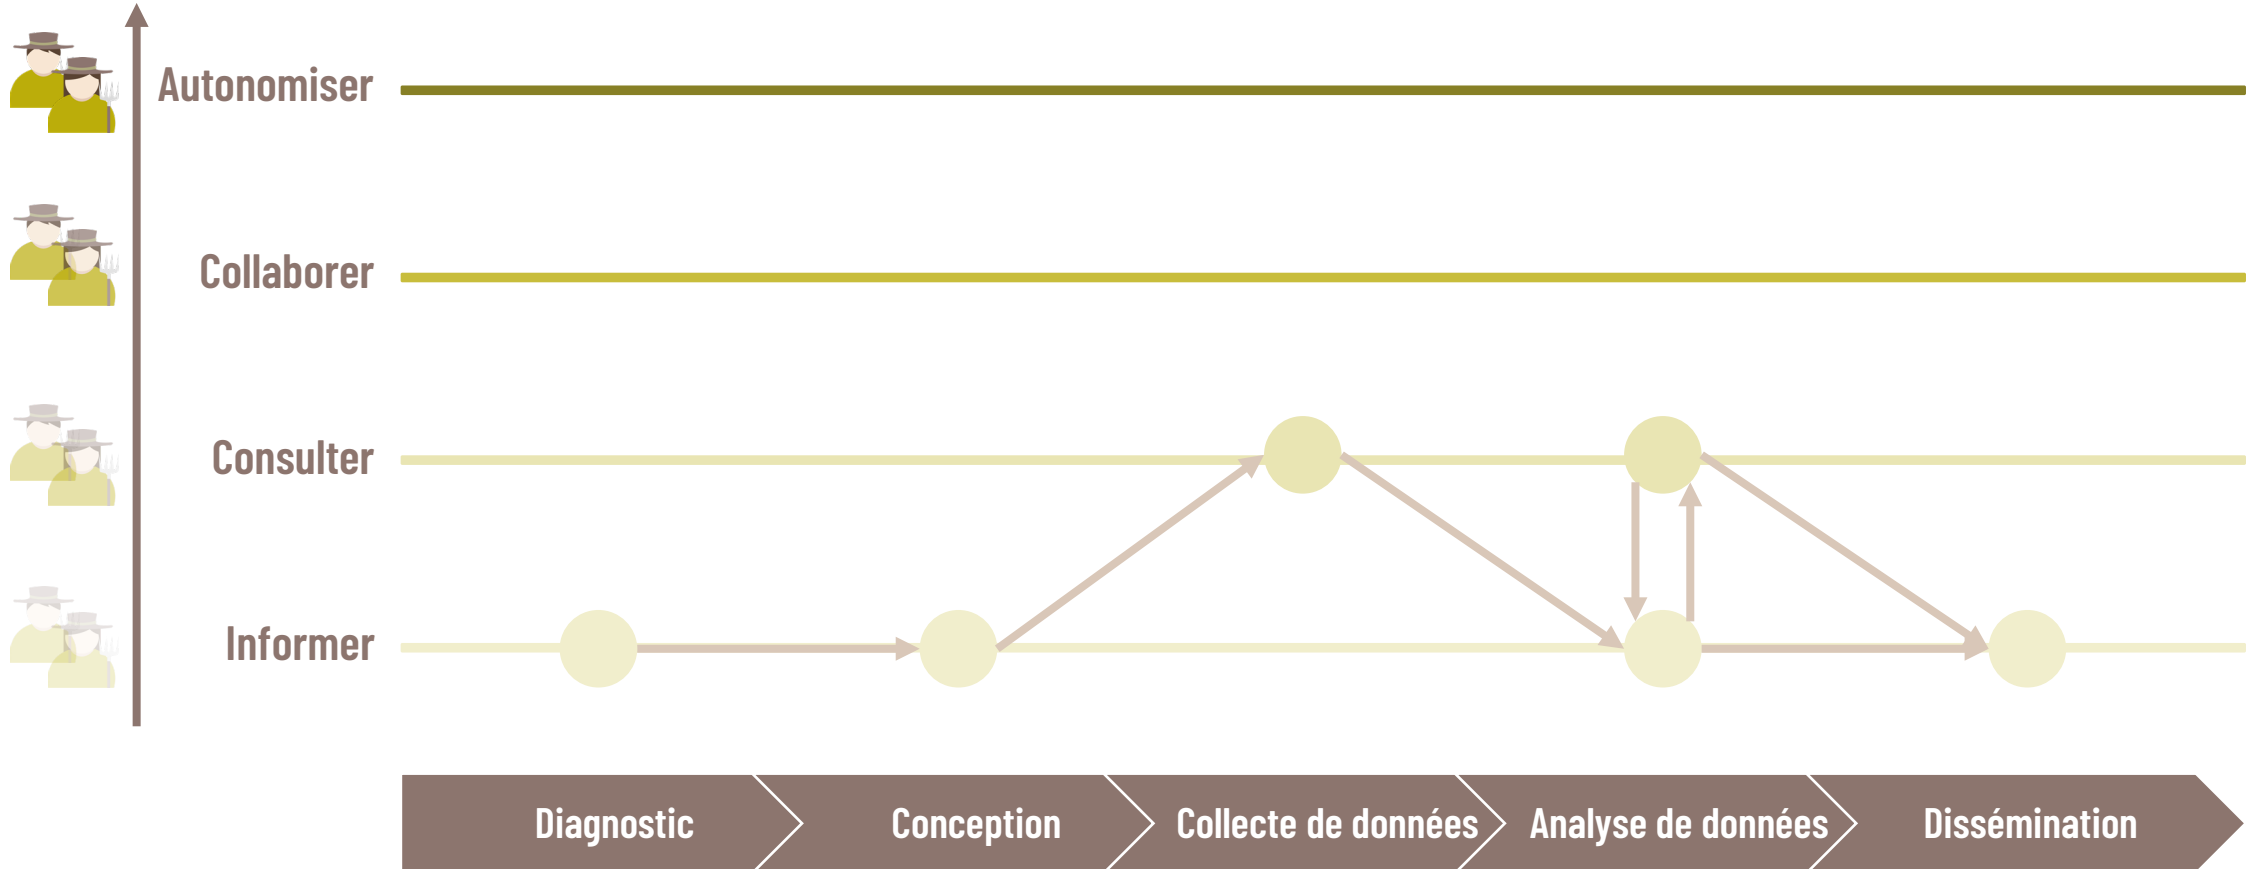 Autonomiser
Collaborer
Consulter
Informer
Diagnostic
Conception
Collecte de données
Analyse de données
Dissémination